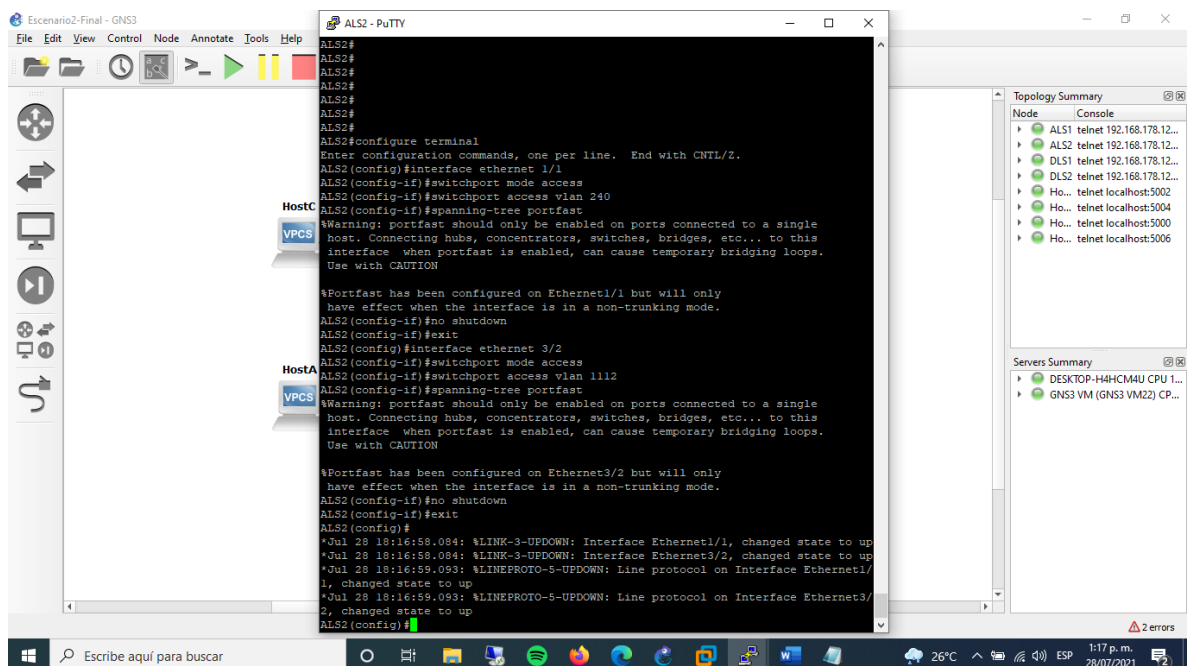 Escenario2-Final - GNS3
File Edit View Control Node Annotate Tools Help
ALS2 - PuTTY
ALS2#
ALS2#
ALS2#
ALS2#
ALS2#
ALS2#
ALS2#
ALS2#configure terminal
Enter configuration commands, one per line.  End with CNTL/Z.
ALS2(config)#interface ethernet 1/1
ALS2(config-if)#switchport mode access
ALS2(config-if)#switchport access vlan 240
ALS2(config-if)#spanning-tree portfast
%Warning: portfast should only be enabled on ports connected to a single
 host. Connecting hubs, concentrators, switches, bridges, etc... to this
 interface  when portfast is enabled, can cause temporary bridging loops.
 Use with CAUTION
%Portfast has been configured on Ethernet1/1 but will only
 have effect when the interface is in a non-trunking mode.
ALS2(config-if)#no shutdown
ALS2(config-if)#exit
ALS2(config)#interface ethernet 3/2
ALS2(config-if)#switchport mode access
ALS2(config-if)#switchport access vlan 1112
ALS2(config-if)#spanning-tree portfast
%Warning: portfast should only be enabled on ports connected to a single
 host. Connecting hubs, concentrators, switches, bridges, etc... to this
 interface  when portfast is enabled, can cause temporary bridging loops.
 Use with CAUTION
%Portfast has been configured on Ethernet3/2 but will only
 have effect when the interface is in a non-trunking mode.
ALS2(config-if)#no shutdown
ALS2(config-if)#exit
ALS2(config)#
*Jul 28 18:16:58.084: %LINK-3-UPDOWN: Interface Ethernet1/1, changed state to up
*Jul 28 18:16:58.084: %LINK-3-UPDOWN: Interface Ethernet3/2, changed state to up
*Jul 28 18:16:59.093: %LINEPROTO-5-UPDOWN: Line protocol on Interface Ethernet1/
1, changed state to up
*Jul 28 18:16:59.093: %LINEPROTO-5-UPDOWN: Line protocol on Interface Ethernet3/
2, changed state to up
ALS2(config)#
HostC
VPCS
HostA
VPCS
Topology Summary
Node Console
ALS1 telnet 192.168.178.12...
ALS2 telnet 192.168.178.12...
DLS1 telnet 192.168.178.12...
DLS2 telnet 192.168.178.12...
Ho... telnet localhost:5002
Ho... telnet localhost:5004
Ho... telnet localhost:5000
Ho... telnet localhost:5006
Servers Summary
DESKTOP-H4HCM4U CPU 1...
GNS3 VM (GNS3 VM22) CP...
2 errors
Escribe aquí para buscar
26°C
ESP
1:17 p. m.
28/07/2021